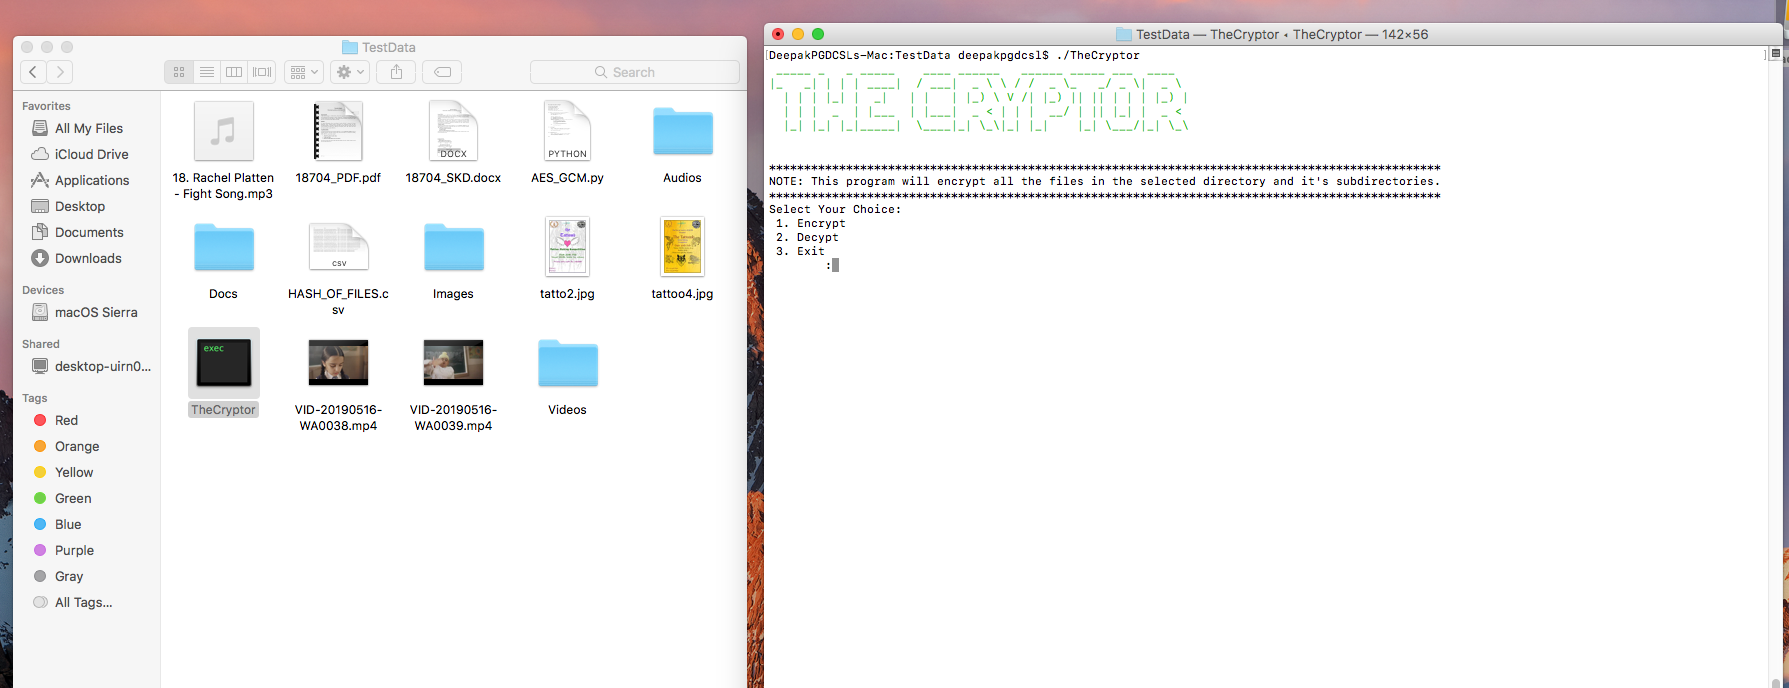 TestData
Search
Favorites
All My Files
iCloud Drive
Applications
Desktop
Documents
Downloads
Devices
macOS Sierra
Shared
desktop-uirn0...
Tags
Red
Orange
Yellow
Green
Blue
Purple
Gray
All Tags...
DOCX
PYTHON
18. Rachel Platten
- Fight Song.mp3
18704_PDF.pdf
18704_SKD.docx
AES_GCM.py
Audios
csv
Docs
HASH_OF_FILES.c
sv
Images
tatto2.jpg
tattoo4.jpg
exec
TheCryptor
VID-20190516-
WA0038.mp4
VID-20190516-
WA0039.mp4
Videos
TestData — TheCryptor ◂ TheCryptor — 142×56
[DeepakPGDCSLs-Mac:TestData deepakpgdcsl$ ./TheCryptor ]
THE CRYPTOR
************************************************************************************************
NOTE: This program will encrypt all the files in the selected directory and it's subdirectories.
************************************************************************************************
Select Your Choice:
1. Encrypt
2. Decypt
3. Exit
: